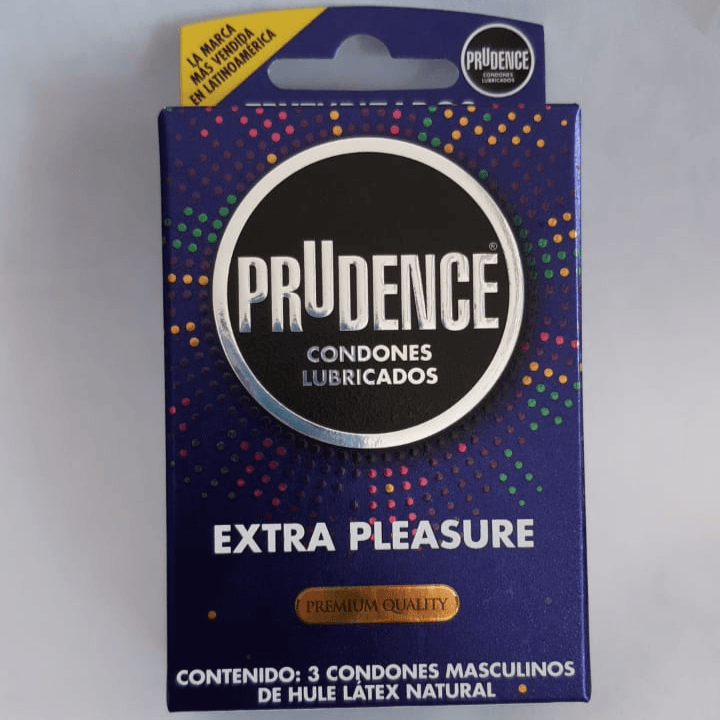 LA MARCA
MÁS VENDIDA
EN LATINOAMÉRICA
PRUDENCE
CONDONES
LUBRICADOS
PRUDENCE®
CONDONES
LUBRICADOS
EXTRA PLEASURE
PREMIUM QUALITY
CONTENIDO: 3 CONDONES MASCULINOS
DE HULE LÁTEX NATURAL